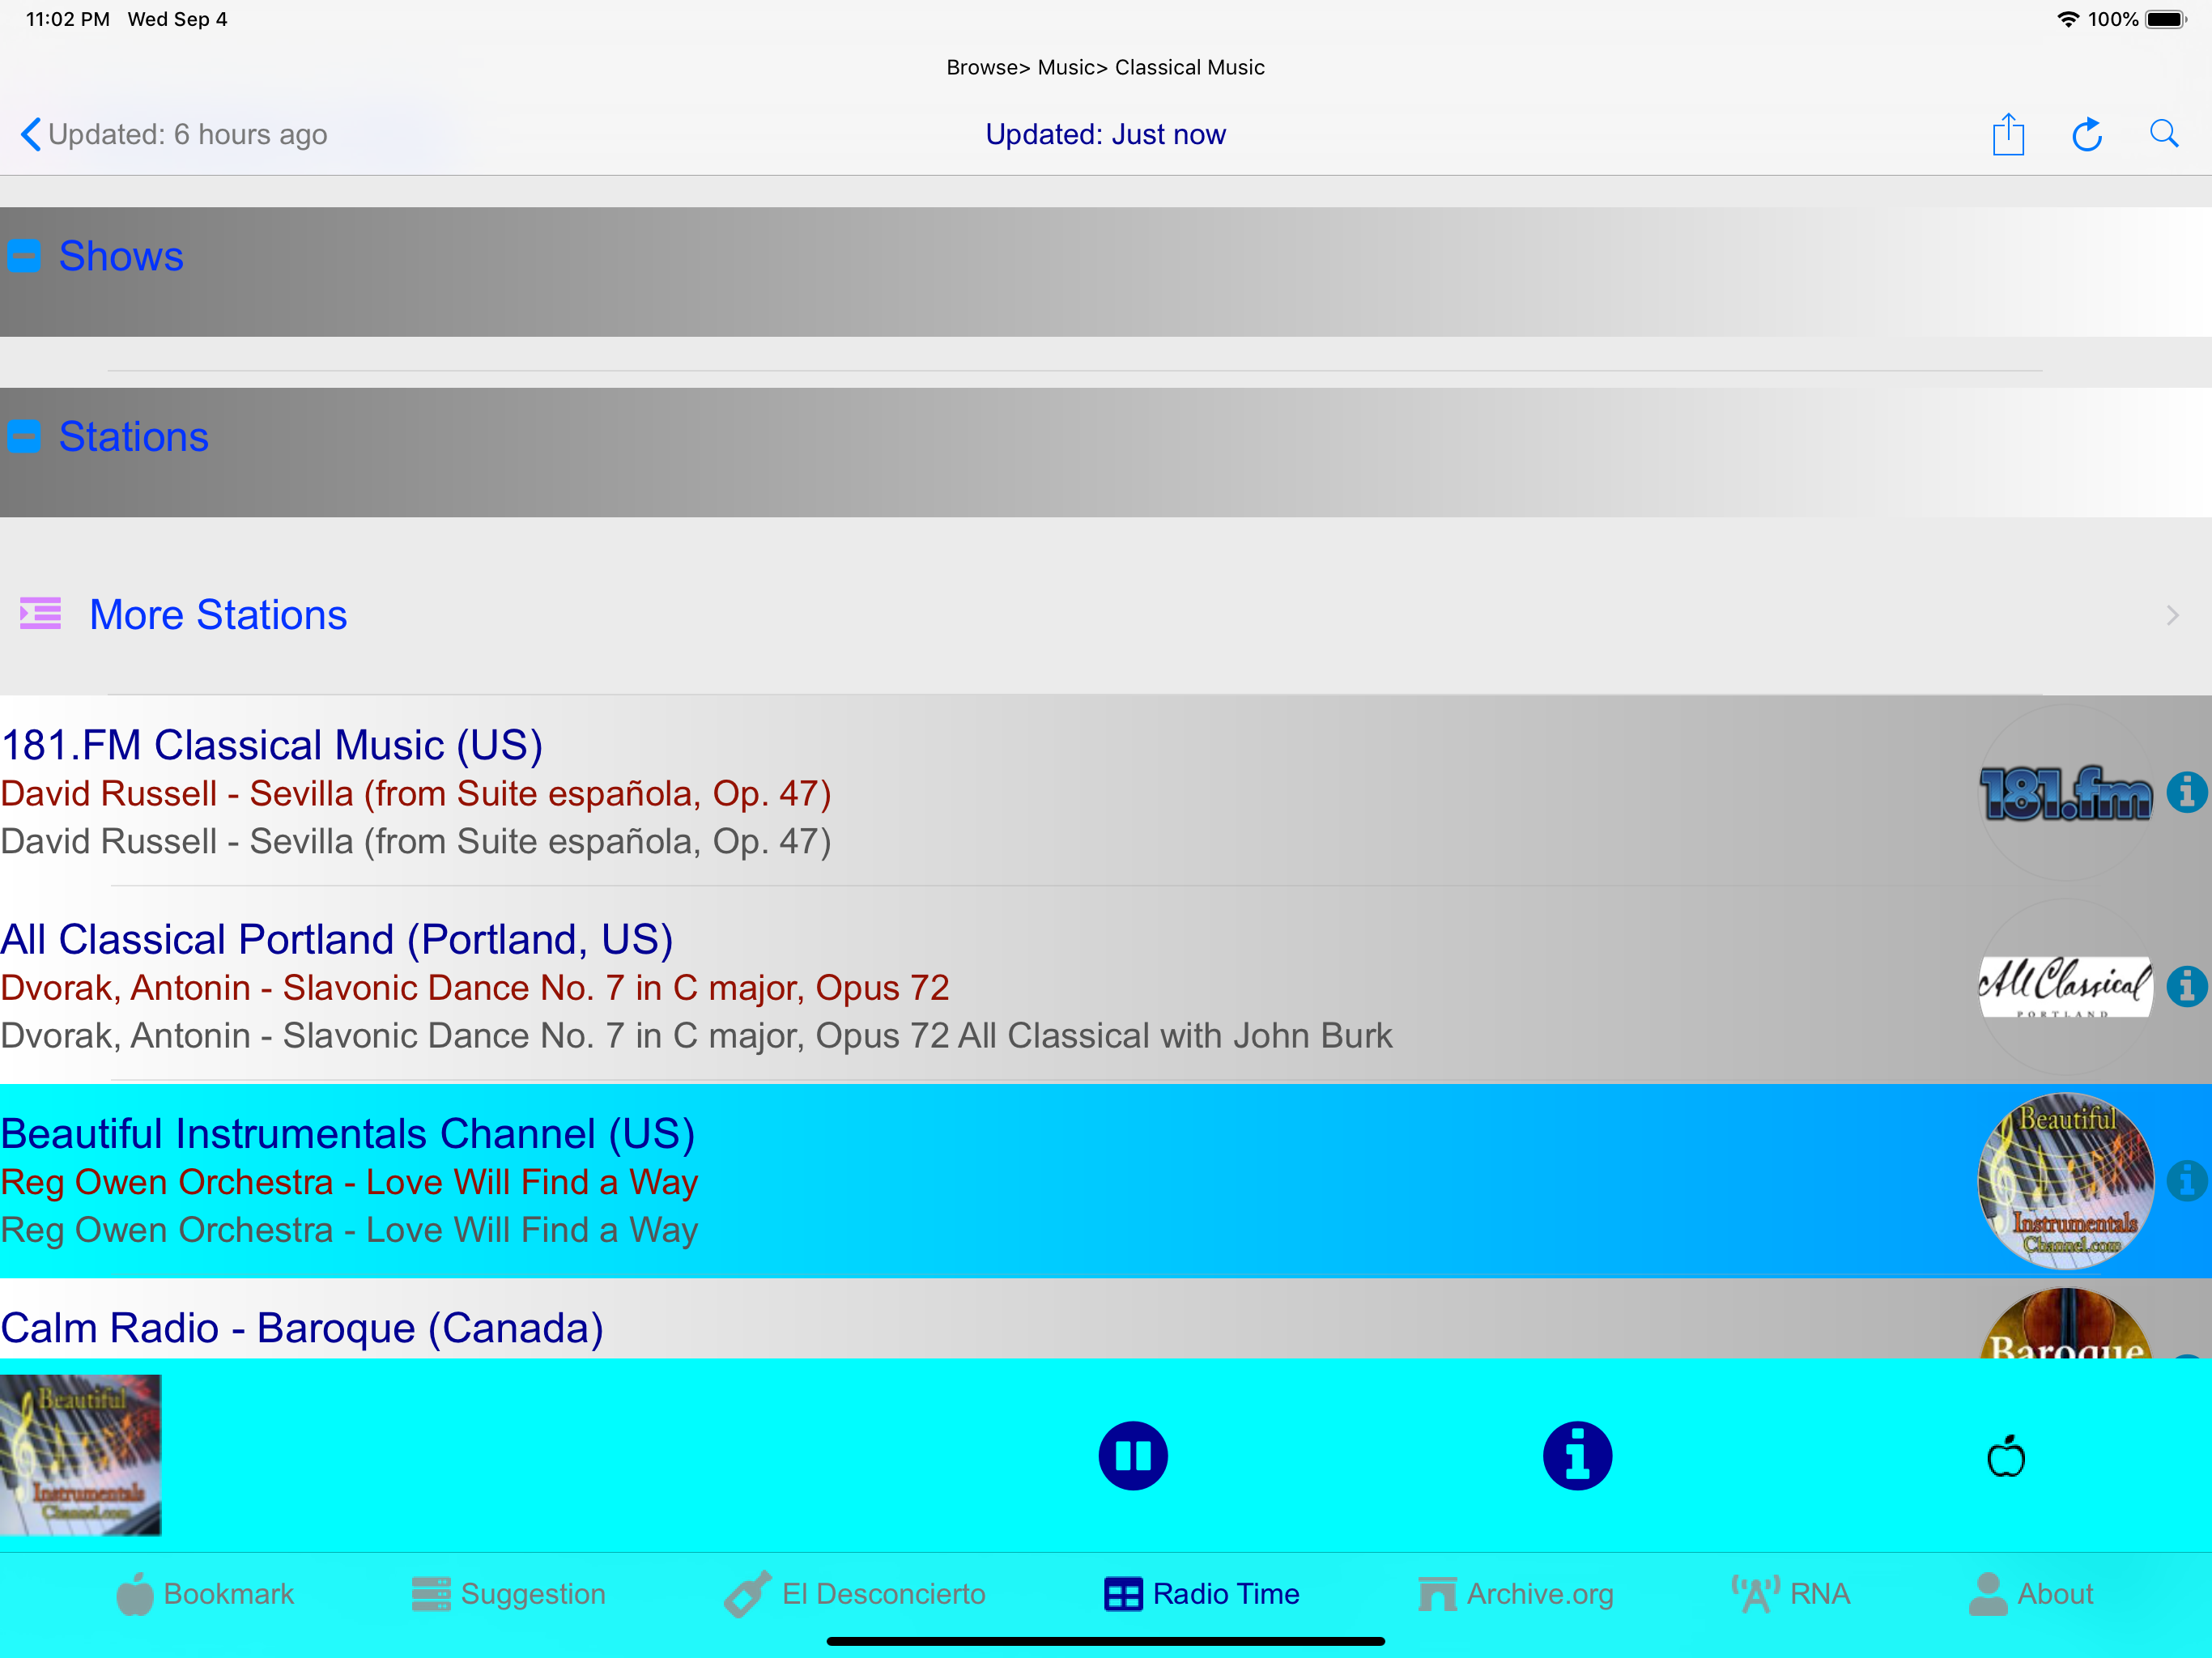 11:02 PM Wed Sep 4 100%
Browse> Music> Classical Music
Updated: 6 hours ago Updated: Just now
Shows
Stations
More Stations
181.FM Classical Music (US)
David Russell - Sevilla (from Suite española, Op. 47)
181.fm
David Russell - Sevilla (from Suite española, Op. 47)
All Classical Portland (Portland, US)
Dvorak, Antonin - Slavonic Dance No. 7 in C major, Opus 72
All Classical
PORTLAND
Dvorak, Antonin - Slavonic Dance No. 7 in C major, Opus 72 All Classical with John Burk
Beautiful Instrumentals Channel (US)
Reg Owen Orchestra - Love Will Find a Way
Reg Owen Orchestra - Love Will Find a Way
Beautiful
Instrumentals
Channel.com
Calm Radio - Baroque (Canada)
Baroque
Beautiful
Instrumentals
Channel.com
Bookmark Suggestion El Desconcierto Radio Time Archive.org RNA About